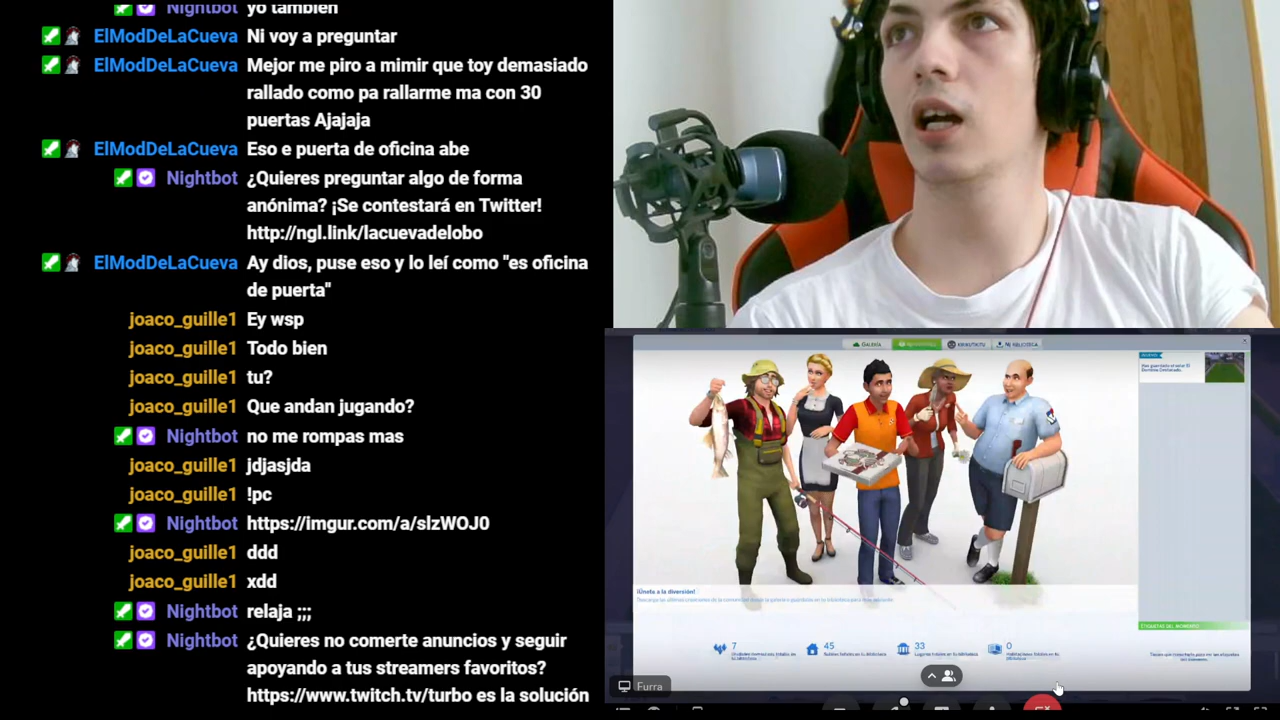 Nightbot yo también
ElModDeLaCueva Ni voy a preguntar
ElModDeLaCueva Mejor me piro a mimir que toy demasiado
rallado como pa rallarme ma con 30
puertas Ajajaja
ElModDeLaCueva Eso e puerta de oficina abe
Nightbot ¿Quieres preguntar algo de forma
anónima? ¡Se contestará en Twitter!
http://ngl.link/lacuevadelobo
ElModDeLaCueva Ay dios, puse eso y lo leí como "es oficina
de puerta"
joaco_guille1 Ey wsp
joaco_guille1 Todo bien
joaco_guille1 tu?
joaco_guille1 Que andan jugando?
Nightbot no me rompas mas
joaco_guille1 jdjasjda
joaco_guille1 !pc
Nightbot https://imgur.com/a/slzWOJ0
joaco_guille1 ddd
joaco_guille1 xdd
Nightbot relaja ;;;
Nightbot ¿Quieres no comerte anuncios y seguir
apoyando a tus streamers favoritos?
https://www.twitch.tv/turbo es la solución
GALERÍA
MI BIBLIOTECA
¡Únete a la diversión!
7
45
33
0
ETIQUETAS DEL MOMENTO
Furra